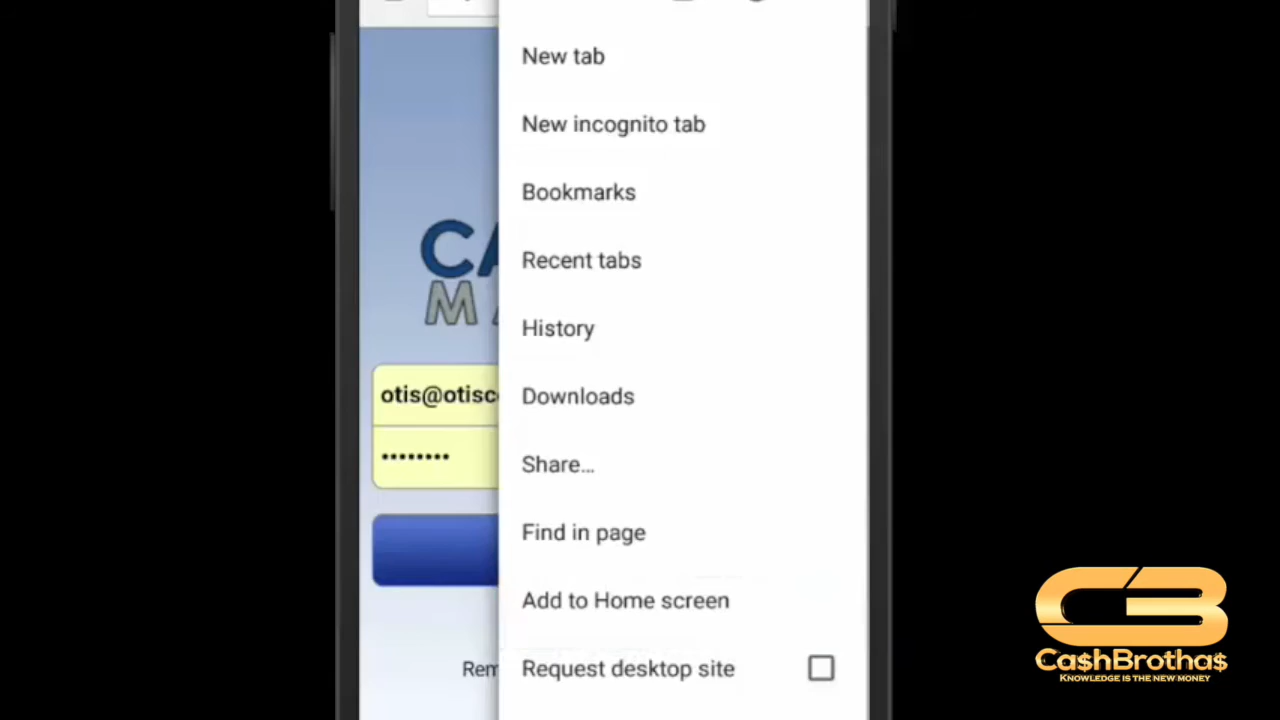 New tab
New incognito tab
Bookmarks
Recent tabs
CA
History
M
Downloads
otis@otisc
Share...
••••••••
Find in page
Add to Home screen
Request desktop site
Rem
Ca$hBrotha$
Knowledge is the new money